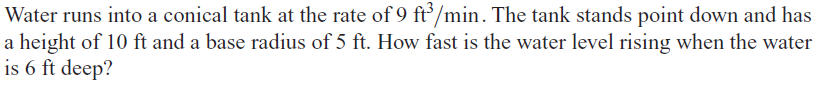 Water runs into a conical tank at the rate of 9 ft³/min. The tank stands point down and has
a height of 10 ft and a base radius of 5 ft. How fast is the water level rising when the water
is 6 ft deep?